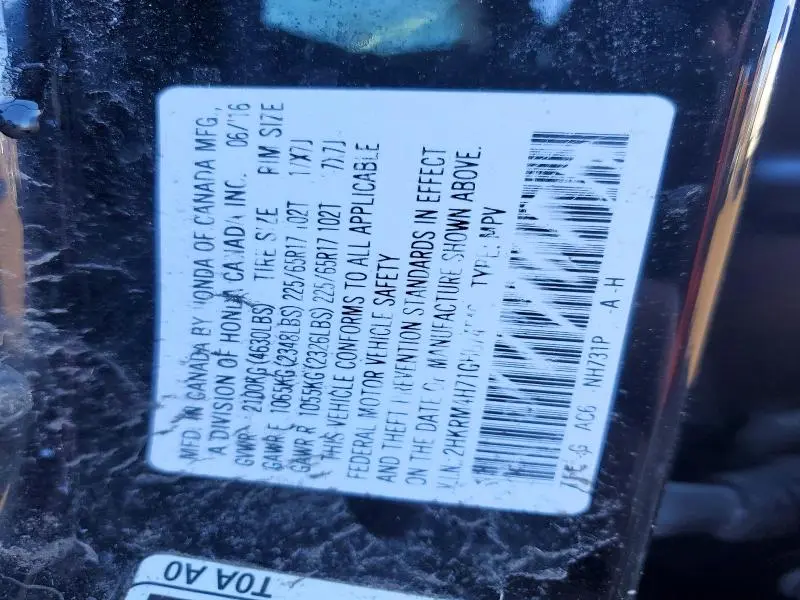 MFD. IN CANADA BY HONDA OF CANADA MFG.,
A DIVISION OF HONDA CANADA INC. 06/16
GVWR 2100KG(4630LBS) TIRE SIZE RIM SIZE
GAWR F 1065KG(2348LBS) 225/65R17 102T 17X7J
GAWR R 1055KG(2326LBS) 225/65R17 102T 17X7J
THIS VEHICLE CONFORMS TO ALL APPLICABLE
FEDERAL MOTOR VEHICLE SAFETY
AND THEFT PREVENTION STANDARDS IN EFFECT
ON THE DATE OF MANUFACTURE SHOWN ABOVE.
V.I.N.: TYPE: MPV
AC6 NH731P A-H
T0A A0